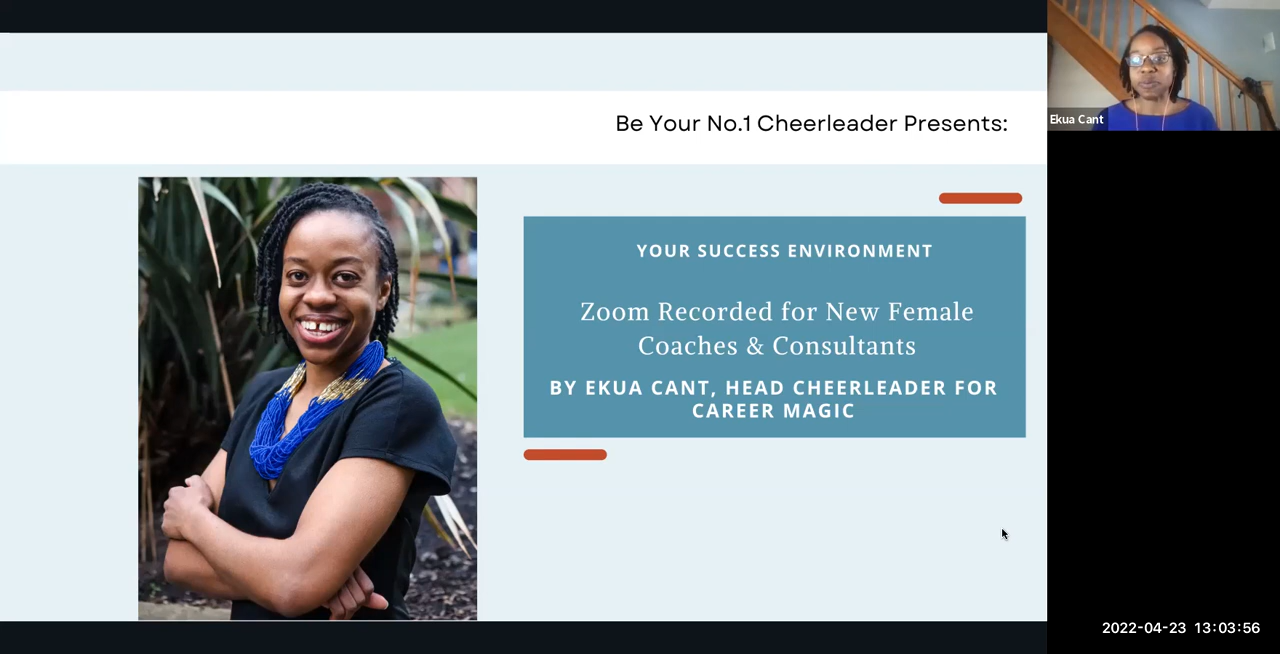 Be Your No.1 Cheerleader Presents:
YOUR SUCCESS ENVIRONMENT
Zoom Recorded for New Female
Coaches & Consultants
BY EKUA CANT, HEAD CHEERLEADER FOR
CAREER MAGIC
Ekua Cant
2022-04-23 13:03:56